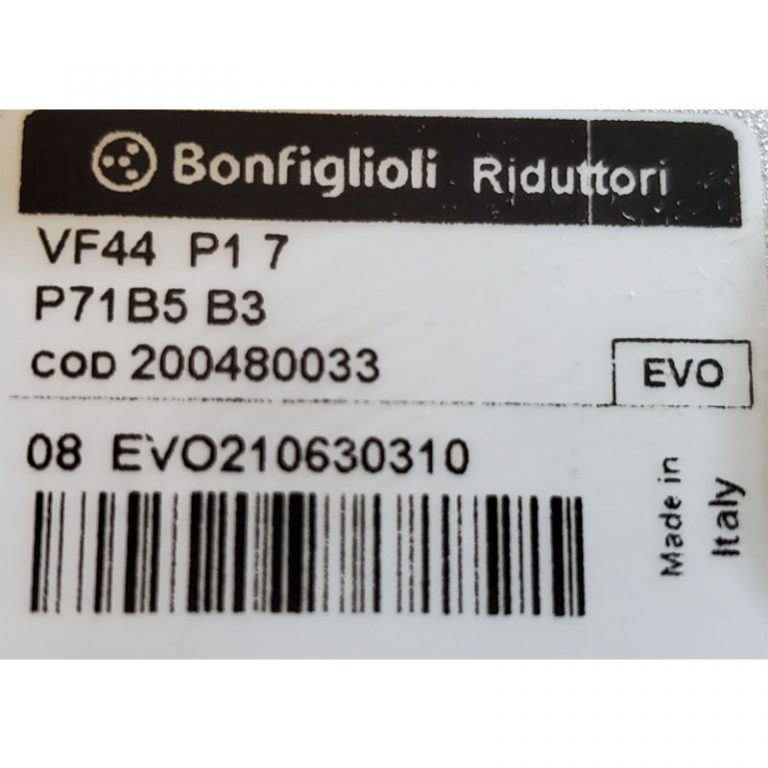 Bonfiglioli Riduttori
VF44 P1 7
P71B5 B3
COD 200480033
EVO
08 EVO210630310
Made in
Italy